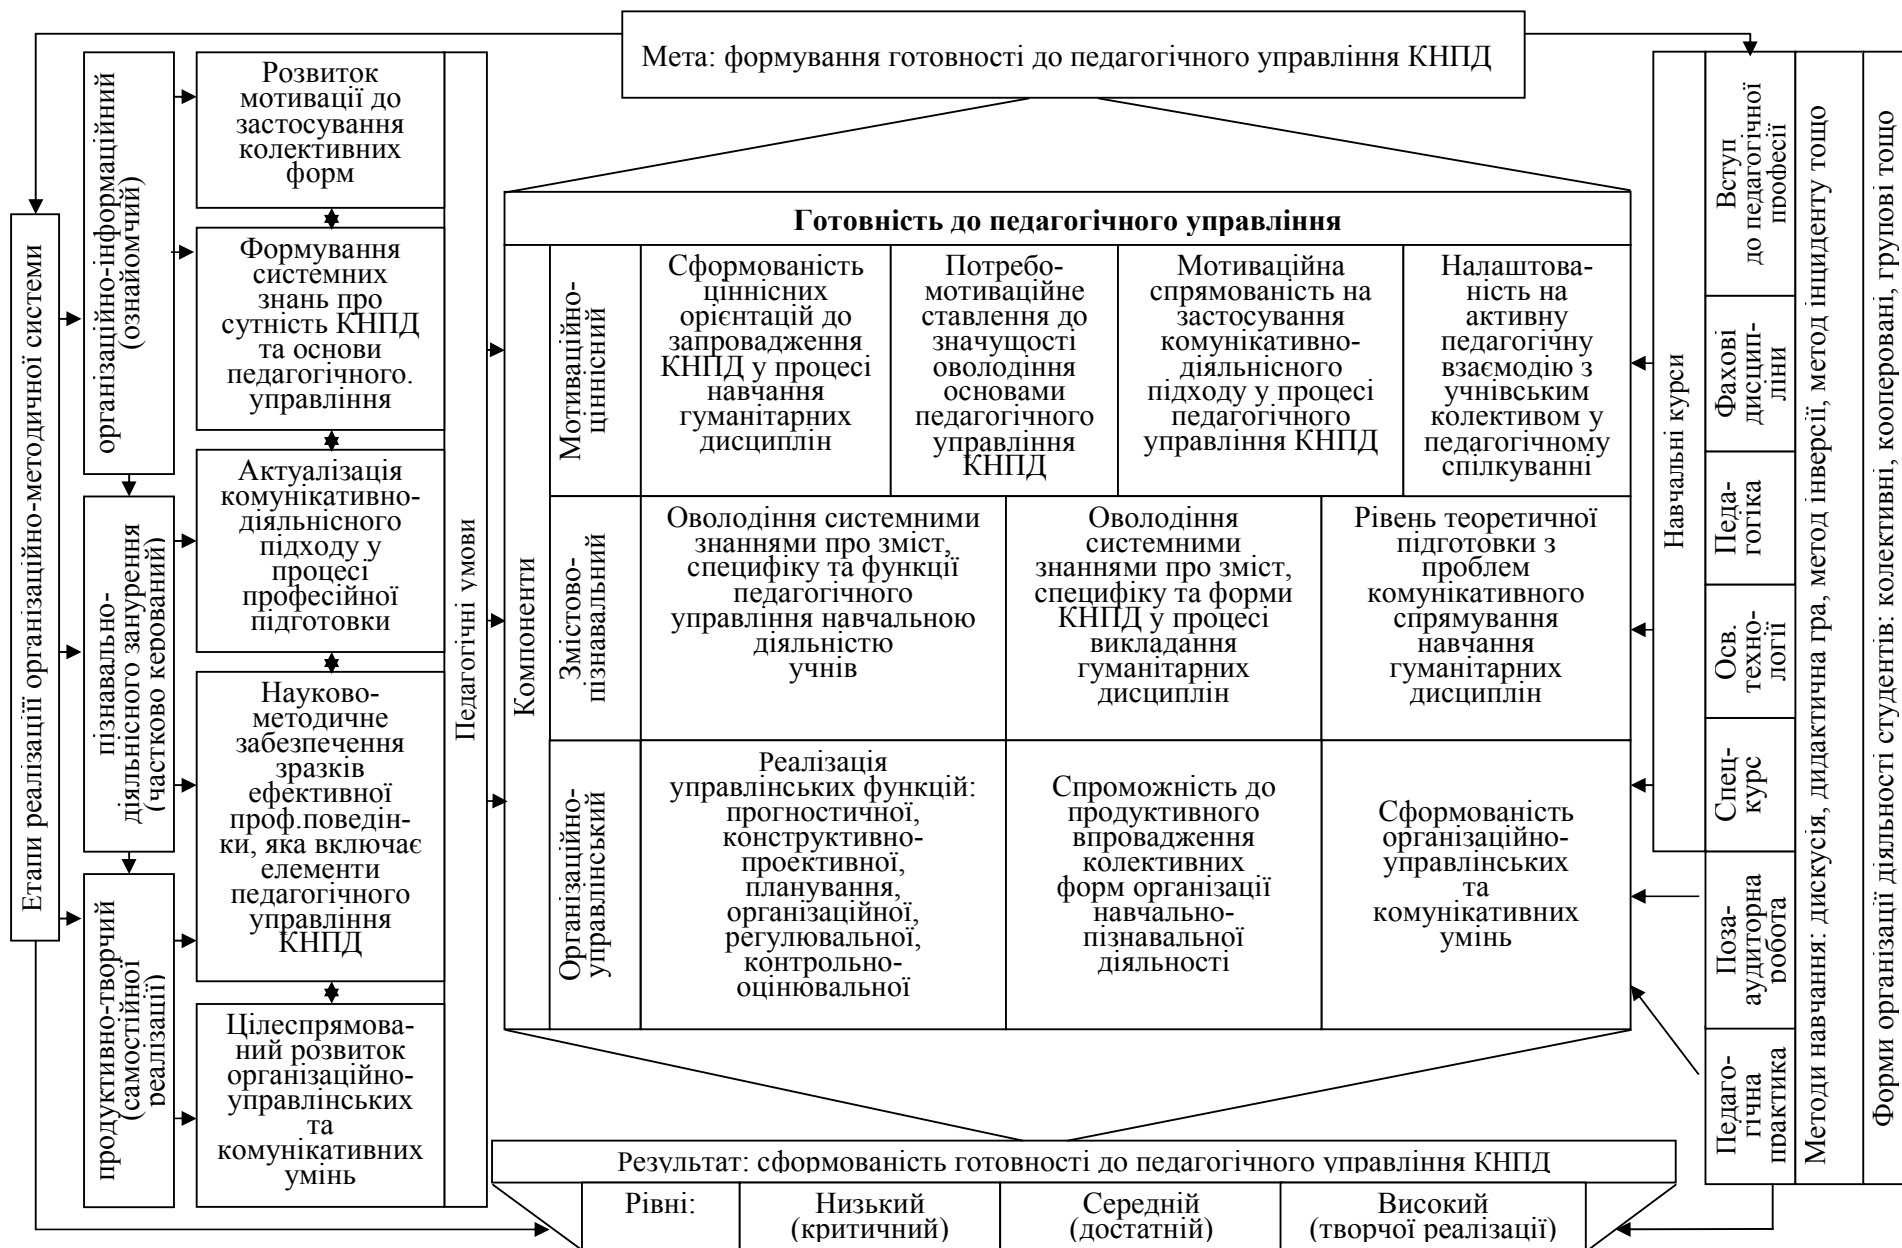 Мета: формування готовності до педагогічного управління КНПД
Етапи реалізації організаційно-методичної системи
організаційно-інформаційний
(ознайомчий)
пізнавально-
діяльнісного занурення
(частково керований)
продуктивно-творчий
(самостійної
реалізації)
Розвиток
мотивації до
застосування
колективних
форм
Формування
системних
знань про
сутність КНПД
та основи
педагогічного.
управління
Актуалізація
комунікативно-
діяльнісного
підходу у
процесі
професійної
підготовки
Науково-
методичне
забезпечення
зразків
ефективної
проф.поведін-
ки, яка включає
елементи
педагогічного
управління
КНПД
Цілеспрямова-
ний розвиток
організаційно-
управлінських
та
комунікативних
умінь
Педагогічні умови
Готовність до педагогічного управління
Компоненти
Мотиваційно-
ціннісний
Сформованість
ціннісних
орієнтацій до
запровадження
КНПД у процесі
навчання
гуманітарних
дисциплін
Потребо-
мотиваційне
ставлення до
значущості
оволодіння
основами
педагогічного
управління
КНПД
Мотиваційна
спрямованість на
застосування
комунікативно-
діяльнісного
підходу у процесі
педагогічного
управління КНПД
Налаштова-
ність на
активну
педагогічну
взаємодію з
учнівським
колективом у
педагогічному
спілкуванні
Змістово-
пізнавальний
Оволодіння системними
знаннями про зміст,
специфіку та функції
педагогічного
управління навчальною
діяльністю
учнів
Оволодіння
системними
знаннями про зміст,
специфіку та форми
КНПД у процесі
викладання
гуманітарних
дисциплін
Рівень теоретичної
підготовки з
проблем
комунікативного
спрямування
навчання
гуманітарних
дисциплін
Організаційно-
управлінський
Реалізація
управлінських функцій:
прогностичної,
конструктивно-
проективної,
планування,
організаційної,
регулювальної,
контрольно-
оцінювальної
Спроможність до
продуктивного
впровадження
колективних
форм організації
навчально-
пізнавальної
діяльності
Сформованість
організаційно-
управлінських
та
комунікативних
умінь
Навчальні курси
Вступ
до педагогічної
професії
Фахові
дисцип-
ліни
Педа-
гогіка
Осв.
техно-
логії
Спец-
курс
Поза-
аудиторна
робота
Педаго-
гічна
практика
Методи навчання: дискусія, дидактична гра, метод інверсії, метод інциденту тощо
Форми організації діяльності студентів: колективні, кооперовані, групові тощо
Результат: сформованість готовності до педагогічного управління КНПД
Рівні:
Низький
(критичний)
Середній
(достатній)
Високий
(творчої реалізації)